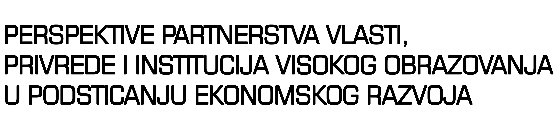 PERSPEKTIVE PARTNERSTVA VLASTI,
PRIVREDE I INSTITUCIJA VISOKOG OBRAZOVANJA
U PODSTICANJU EKONOMSKOG RAZVOJA